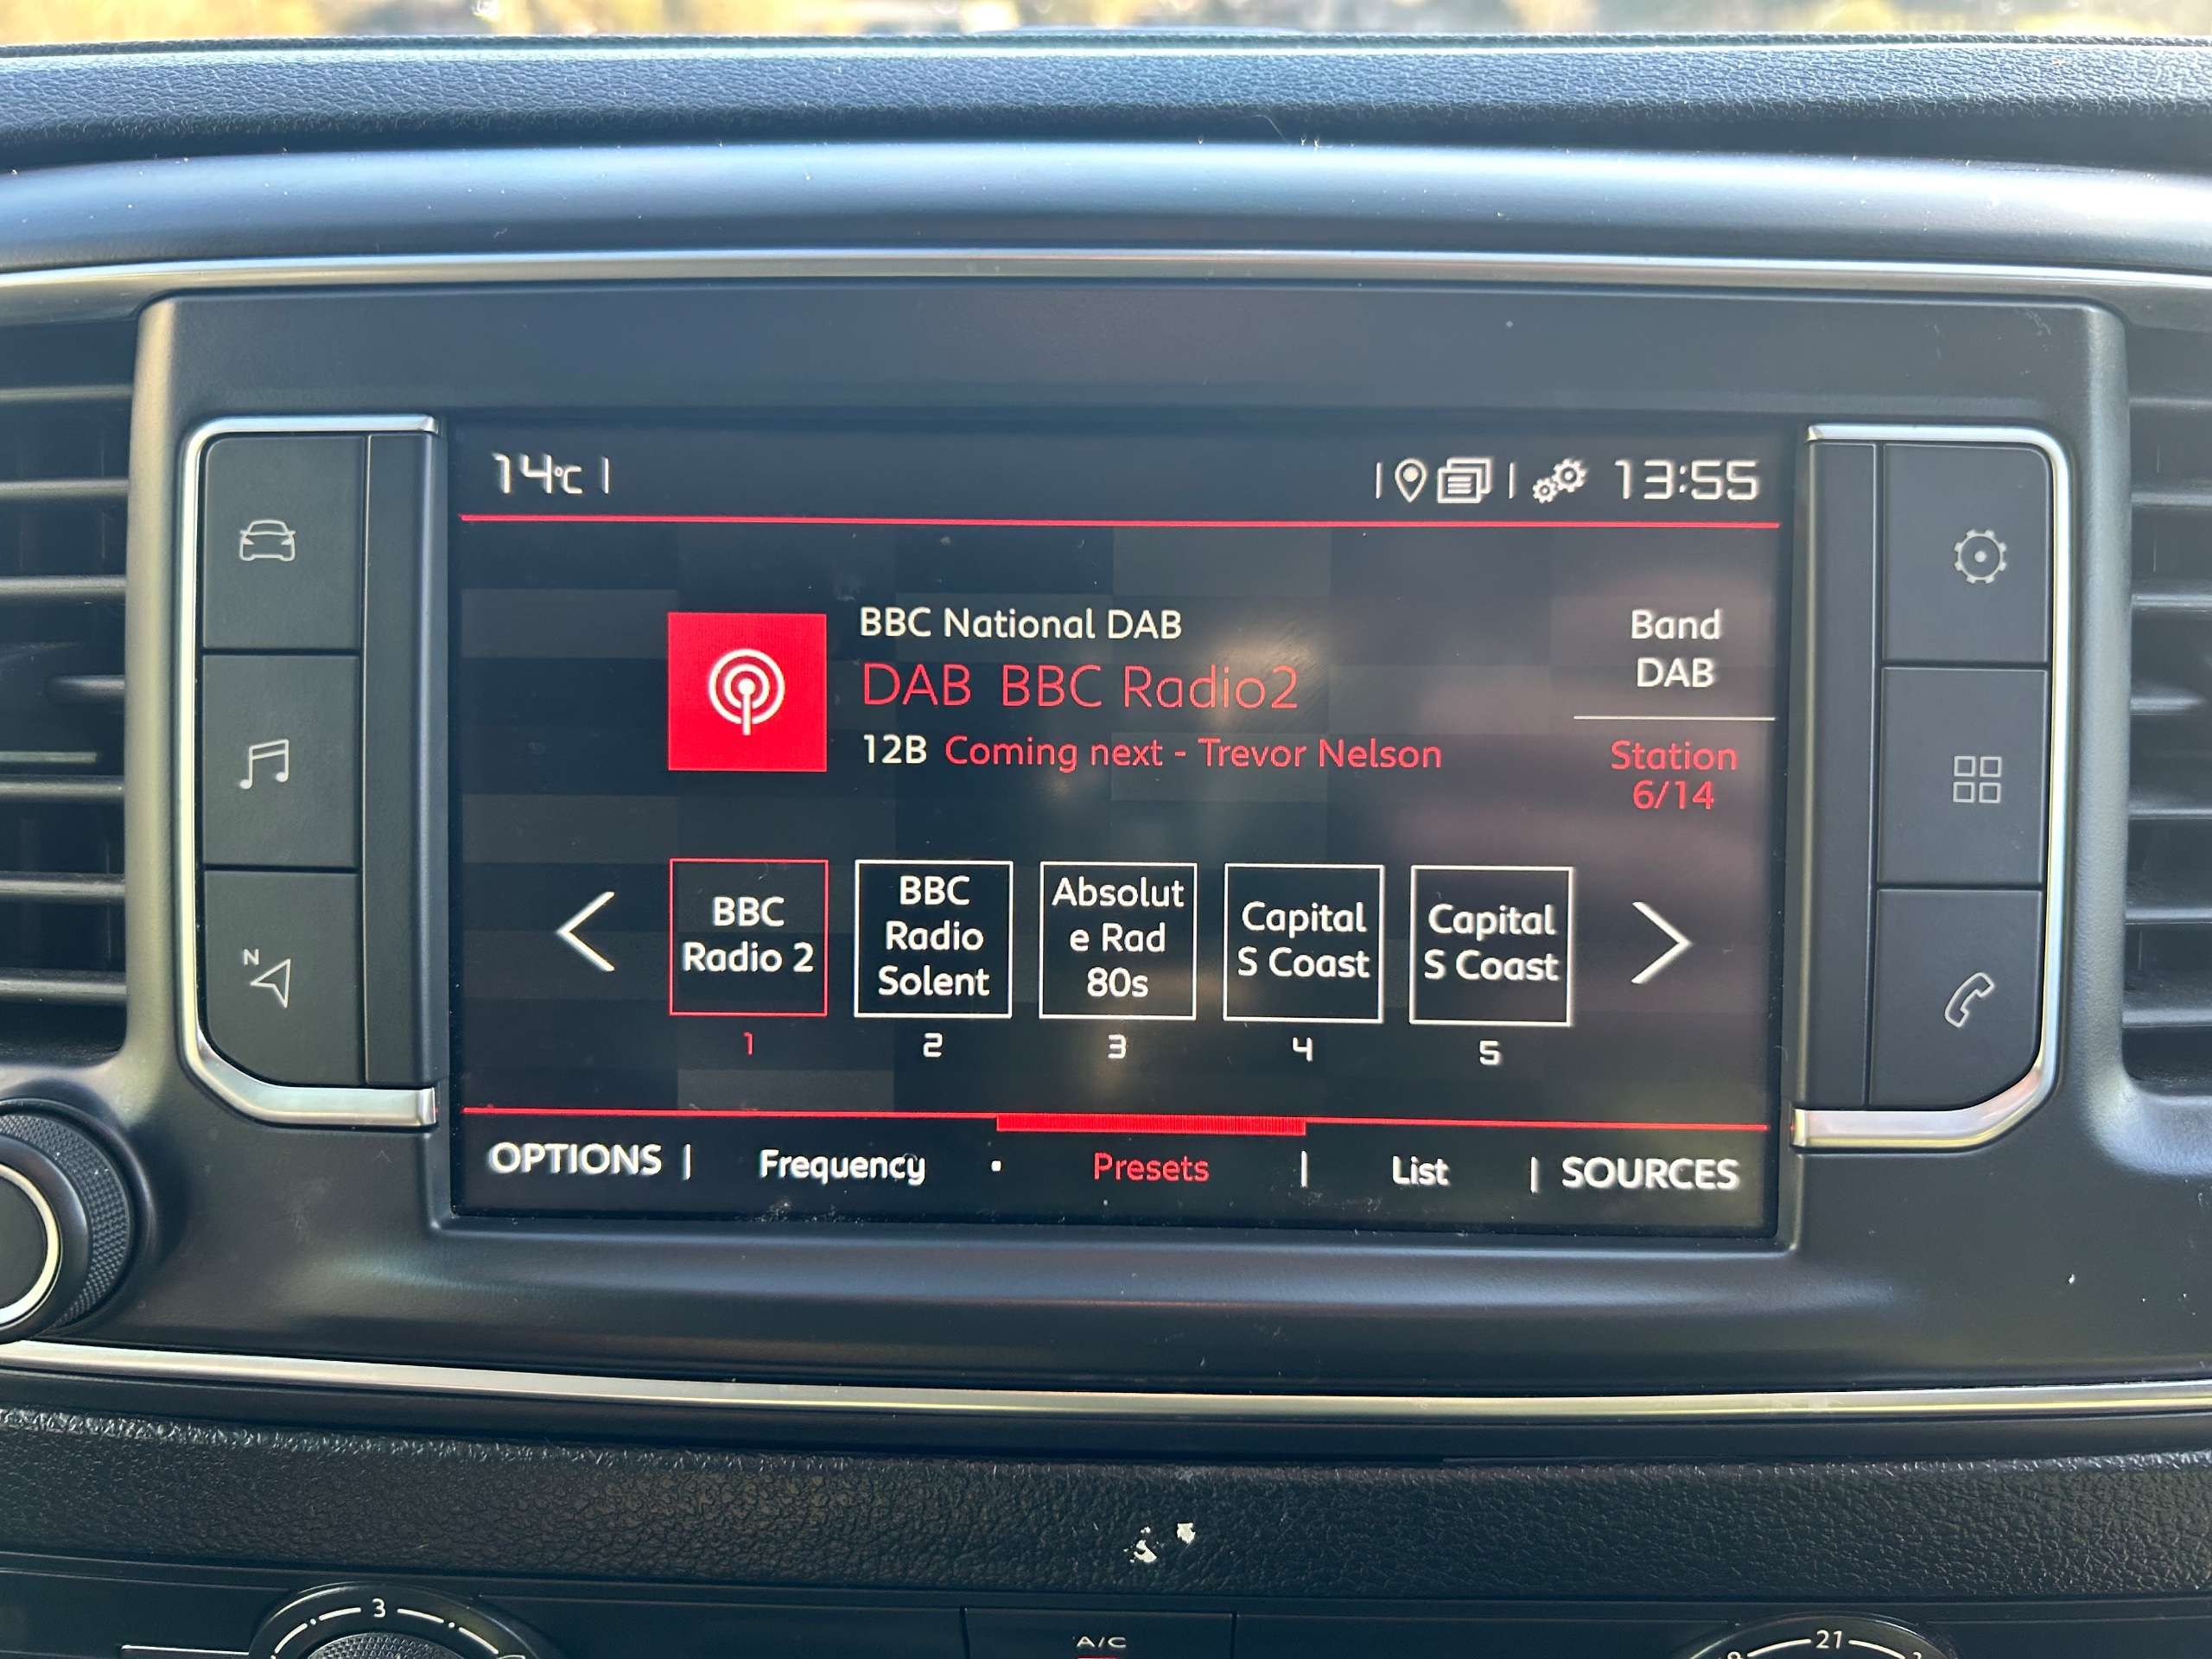 14°C |
13:55
BBC National DAB
DAB BBC Radio2
12B Coming next - Trevor Nelson
Band
DAB
Station
6/14
BBC
Radio 2
1
BBC
Radio
Solent
2
Absolut
e Rad
80s
3
Capital
S Coast
4
Capital
S Coast
5
OPTIONS | Frequency Presets | List | SOURCES
N
3
A/C
21